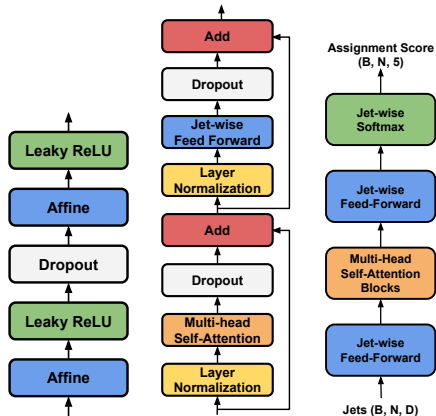 Leaky ReLU
Affine
Dropout
Leaky ReLU
Affine
Add
Dropout
Jet-wise
Feed Forward
Layer
Normalization
Add
Dropout
Multi-head
Self-Attention
Layer
Normalization
Assignment Score
(B, N, 5)
Jet-wise
Softmax
Jet-wise
Feed-Forward
Multi-Head
Self-Attention
Blocks
Jet-wise
Feed-Forward
Jets (B, N, D)